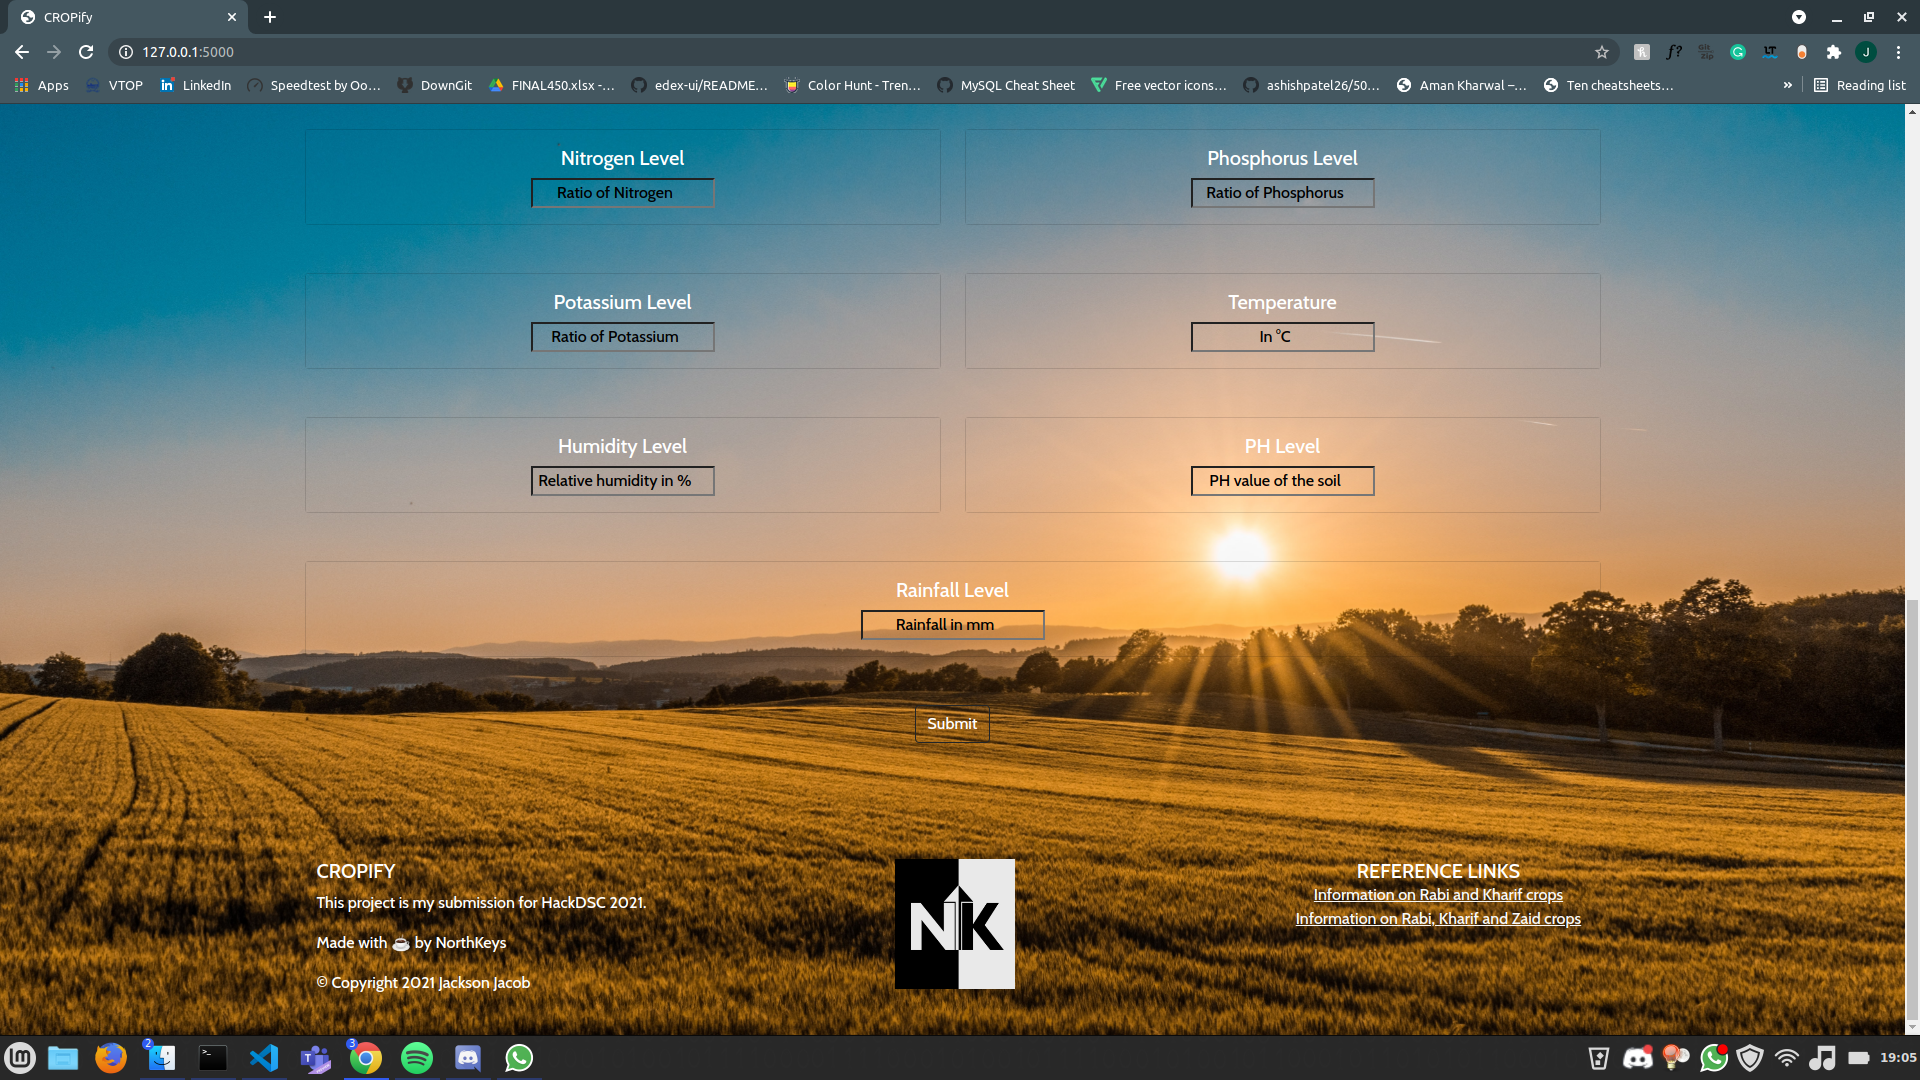 CROPify
127.0.0.1:5000
Apps VTOP LinkedIn Speedtest by Oo... DownGit FINAL450.xlsx -... edex-ui/README... Color Hunt - Tren... MySQL Cheat Sheet Free vector icons... ashishpatel26/50... Aman Kharwal –... Ten cheatsheets... » Reading list
Nitrogen Level
Ratio of Nitrogen
Phosphorus Level
Ratio of Phosphorus
Potassium Level
Ratio of Potassium
Temperature
In °C
Humidity Level
Relative humidity in %
PH Level
PH value of the soil
Rainfall Level
Rainfall in mm
Submit
CROPIFY
This project is my submission for HackDSC 2021.
Made with ☕ by NorthKeys
© Copyright 2021 Jackson Jacob
NK
REFERENCE LINKS
Information on Rabi and Kharif crops
Information on Rabi, Kharif and Zaid crops
2 3 19:05